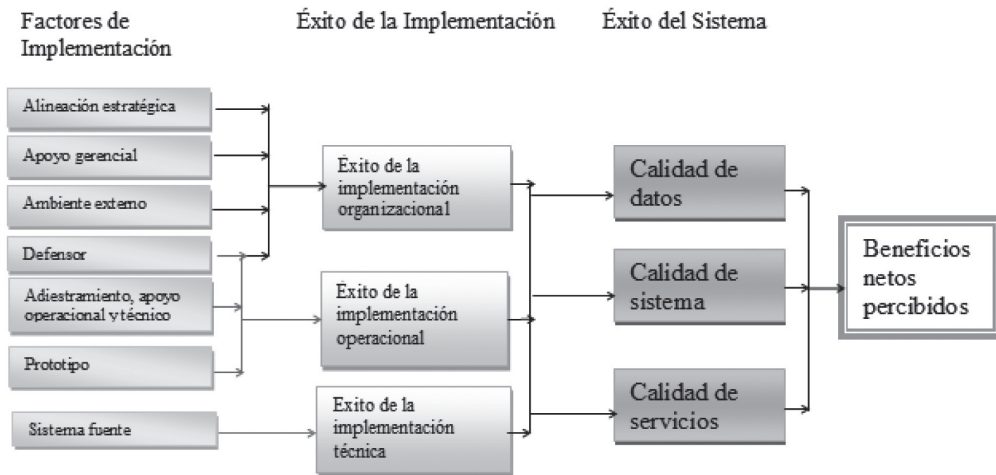 Factores de
Implementación
Éxito de la Implementación
Éxito del Sistema
Alineación estratégica
Apoyo gerencial
Ambiente externo
Defensor
Adiestramiento, apoyo
operacional y técnico
Prototipo
Sistema fuente
Éxito de la
implementación
organizacional
Éxito de la
implementación
operacional
Exito de la
implementación
técnica
Calidad de
datos
Calidad de
sistema
Calidad de
servicios
Beneficios
netos
percibidos